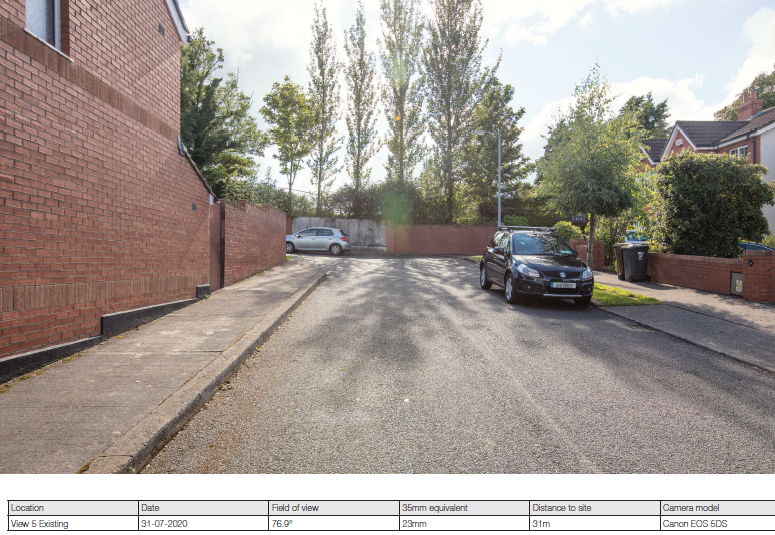 Location Date Field of view 35mm equivalent Distance to site Camera model
View 5 Existing 31-07-2020 76.9° 23mm 31m Canon EOS 5DS